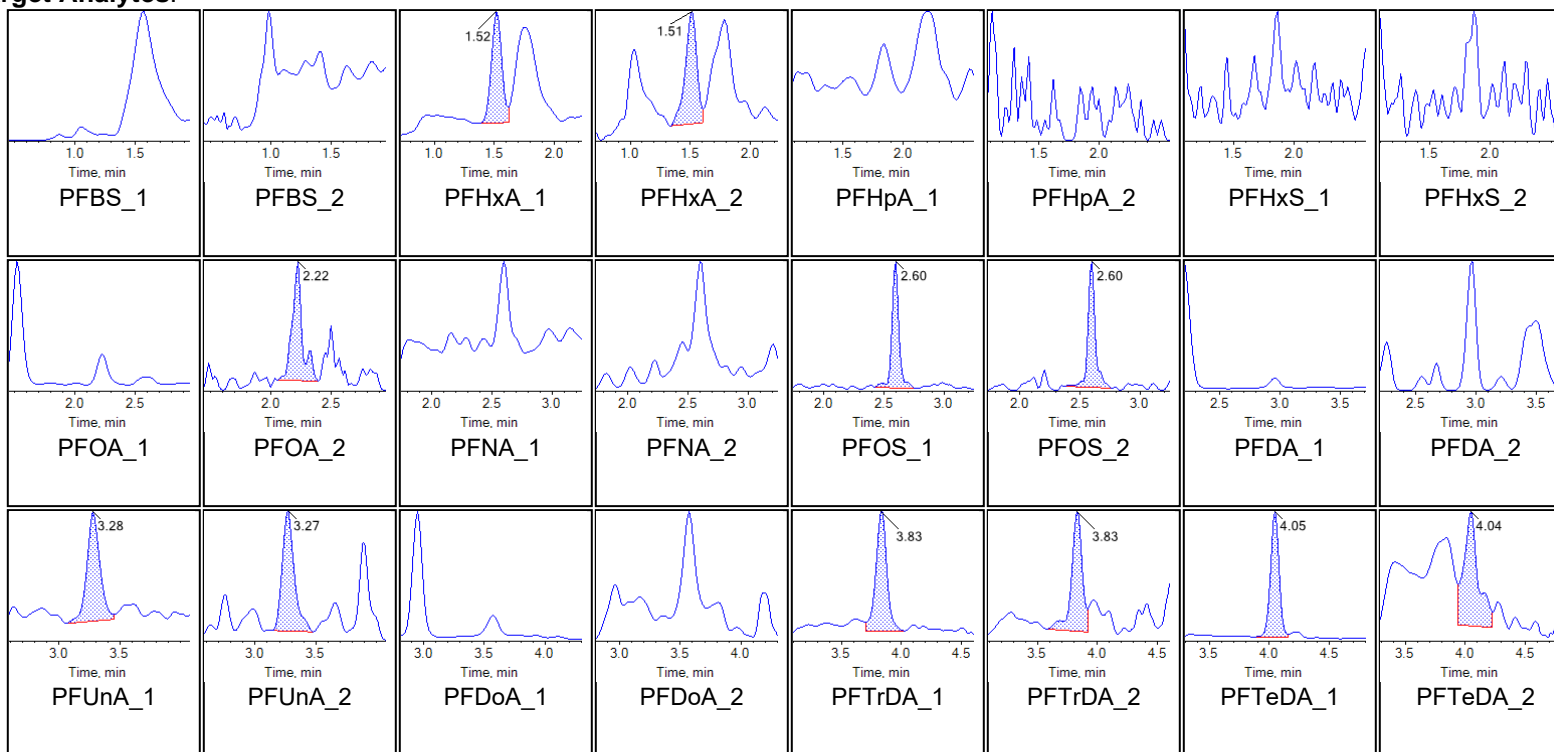 rget Analytes:
1.52 1.51
1.0 1.5 1.0 1.5 1.0 1.5 2.0 1.0 1.5 2.0 1.5 2.0 1.5 2.0 1.5 2.0 1.5 2.0
Time, min Time, min Time, min Time, min Time, min Time, min Time, min Time, min
PFBS_1 PFBS_2 PFHxA_1 PFHxA_2 PFHpA_1 PFHpA_2 PFHxS_1 PFHxS_2
2.22 2.60 2.60
2.0 2.5 2.0 2.5 2.0 2.5 3.0 2.0 2.5 3.0 2.0 2.5 3.0 2.0 2.5 3.0 2.5 3.0 3.5 2.5 3.0 3.5
Time, min Time, min Time, min Time, min Time, min Time, min Time, min Time, min
PFOA_1 PFOA_2 PFNA_1 PFNA_2 PFOS_1 PFOS_2 PFDA_1 PFDA_2
3.28 3.27 3.83 3.83 4.05 4.04
3.0 3.5 3.0 3.5 3.0 3.5 4.0 3.0 3.5 4.0 3.5 4.0 4.5 3.5 4.0 4.5 3.5 4.0 4.5 3.5 4.0 4.5
Time, min Time, min Time, min Time, min Time, min Time, min Time, min Time, min
PFUnA_1 PFUnA_2 PFDoA_1 PFDoA_2 PFTrDA_1 PFTrDA_2 PFTeDA_1 PFTeDA_2